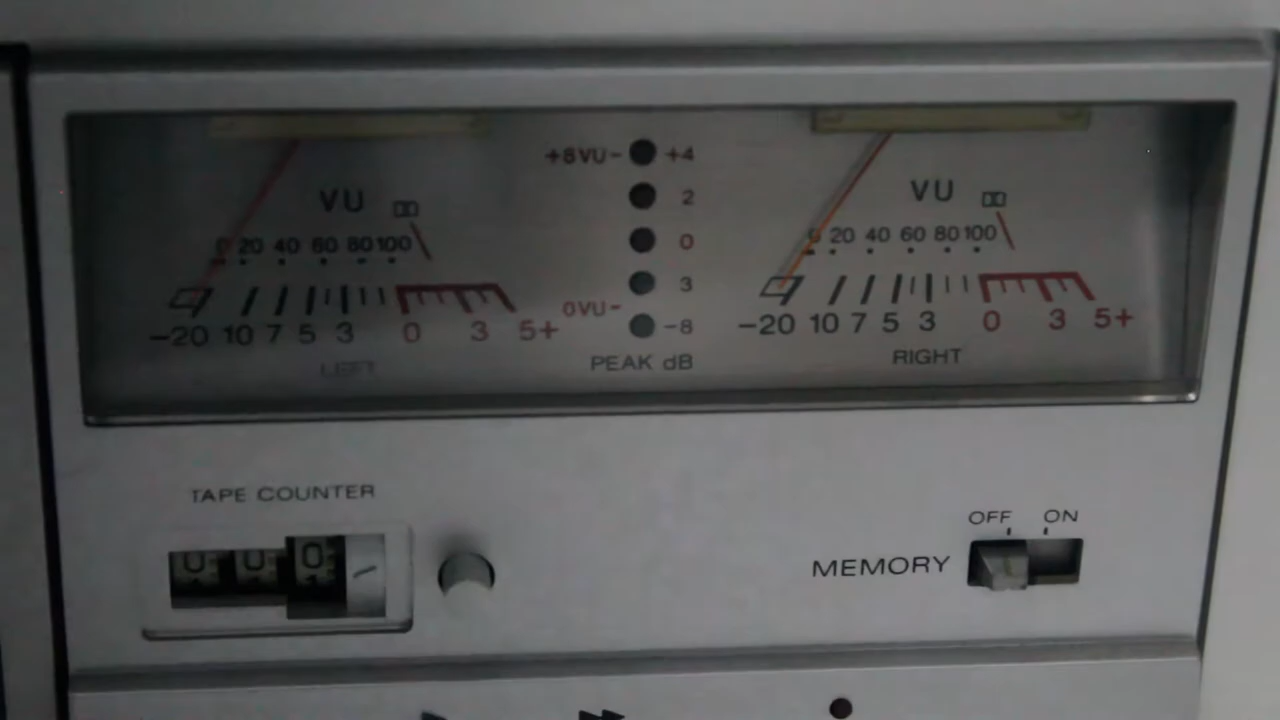 VU
0 20 40 60 80 100
-20 10 7 5 3 0 3 5+
LEFT
+8VU- +4
2
0
3
0VU- -8
PEAK dB
VU
0 20 40 60 80 100
-20 10 7 5 3 0 3 5+
RIGHT
TAPE COUNTER
0 0 0
OFF ON
MEMORY